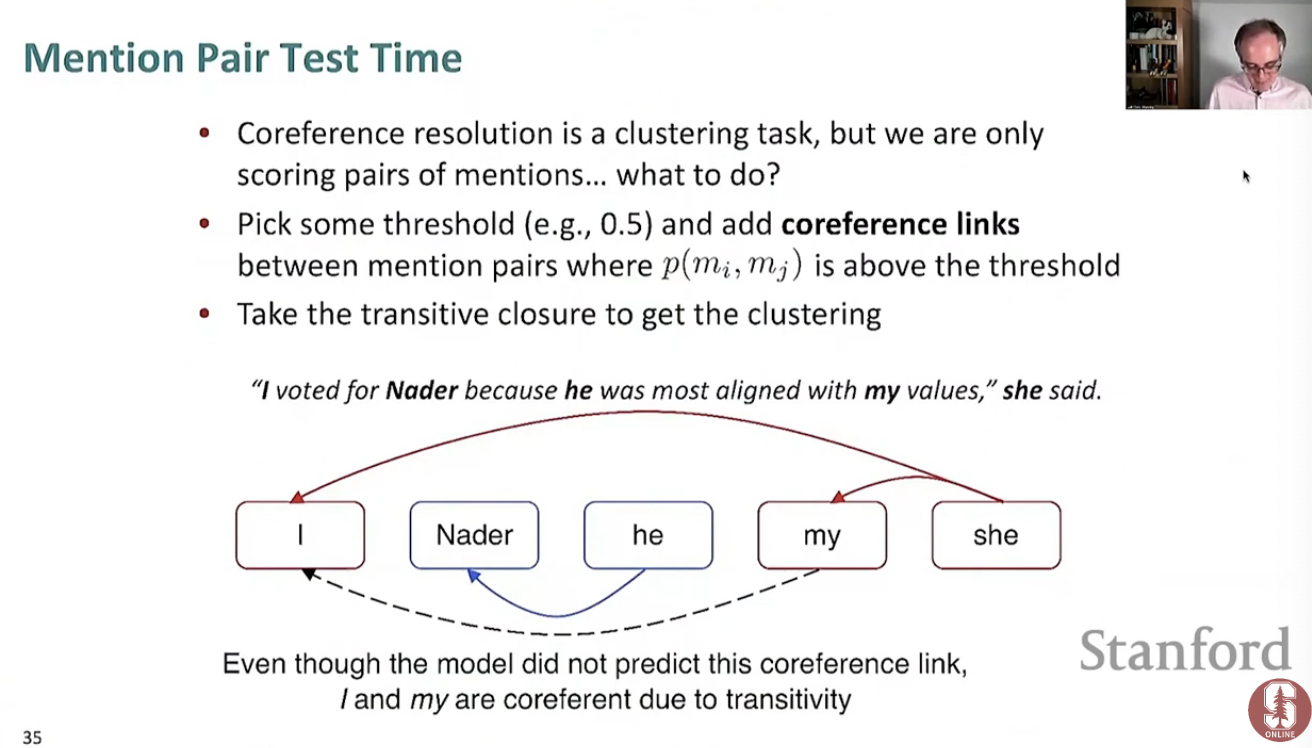 Mention Pair Test Time
• Coreference resolution is a clustering task, but we are only
scoring pairs of mentions... what to do?
• Pick some threshold (e.g., 0.5) and add coreference links
between mention pairs where p(mᵢ, mⱼ) is above the threshold
• Take the transitive closure to get the clustering
“I voted for Nader because he was most aligned with my values,” she said.
I
Nader
he
my
she
Even though the model did not predict this coreference link,
I and my are coreferent due to transitivity
Stanford
S
ONLINE
35